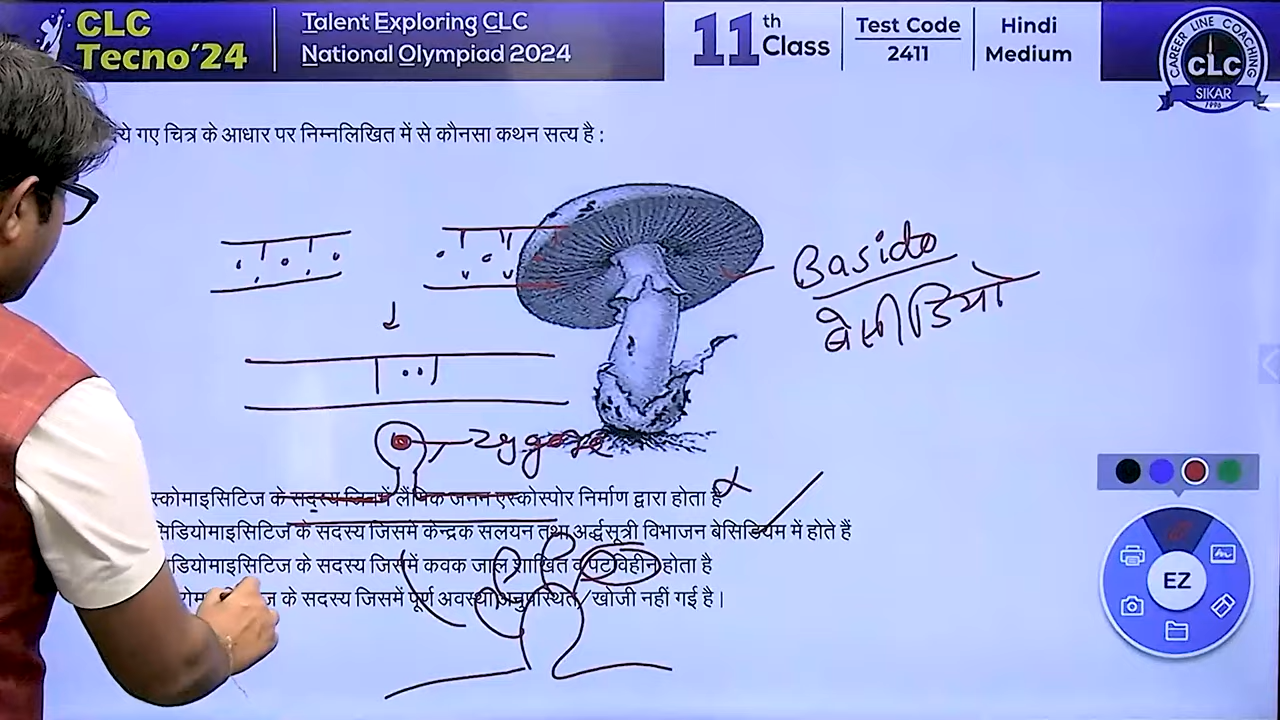 CLC
Tecno'24
Talent Exploring CLC
National Olympiad 2024
11th Class
Test Code
2411
Hindi
Medium
CAREER LINE COACHING
CLC
SIKAR
1996
ये गए चित्र के आधार पर निम्नलिखित में से कौनसा कथन सत्य है :
Basido
बेसीडियो
zygote
स्कोमाइसिटिज के सदस्य जिनमें लैंगिक जनन एस्कोस्पोर निर्माण द्वारा होता है
सिडियोमाइसिटिज के सदस्य जिसमें केन्द्रक सलयन तथा अर्द्धसूत्री विभाजन बेसिडियम में होते हैं
डियोमाइसिटिज के सदस्य जिसमें कवक जाल शाखित व पटविहीन होता है
के सदस्य जिसमें पूर्ण अवस्था अनुपस्थित/खोजी नहीं गई है।
EZ